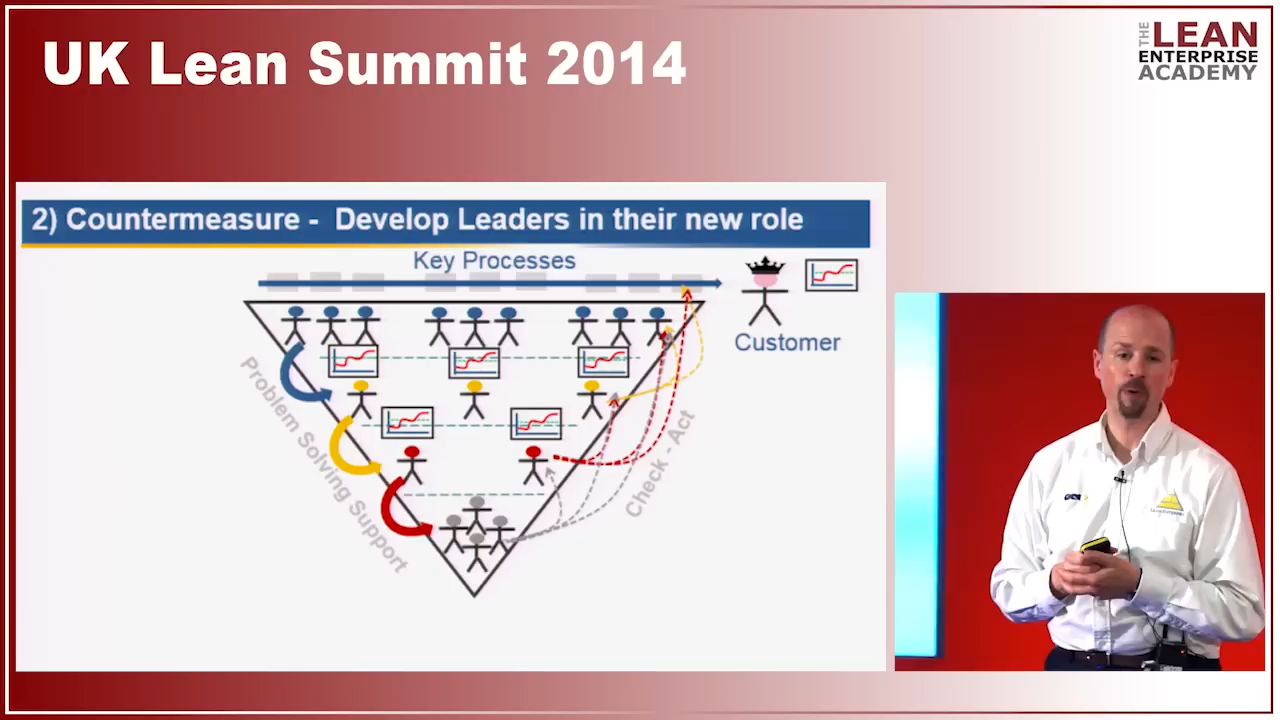 UK Lean Summit 2014
THE LEAN
ENTERPRISE
ACADEMY
2) Countermeasure - Develop Leaders in their new role
Key Processes
Customer
Problem Solving Support
Check - Act